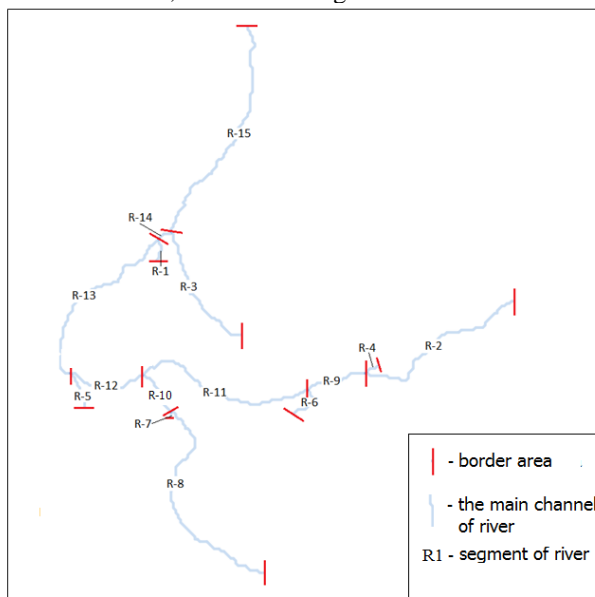 R-15
R-14
R-1
R-3
R-13
R-2
R-4
R-9
R-12
R-11
R-5
R-10
R-6
R-7
R-8
- border area
- the main channel
of river
R1 - segment of river